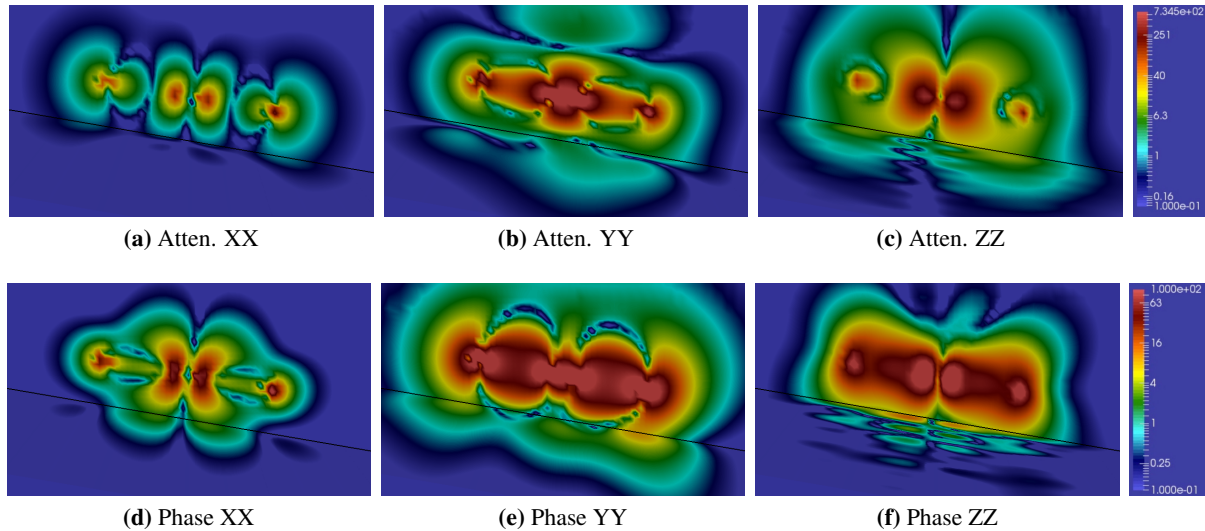 7.345e+02
251
40
6.3
1
0.16
1.000e-01
(a) Atten. XX
(b) Atten. YY
(c) Atten. ZZ
1.000e+02
63
16
4
1
0.25
1.000e-01
(d) Phase XX
(e) Phase YY
(f) Phase ZZ